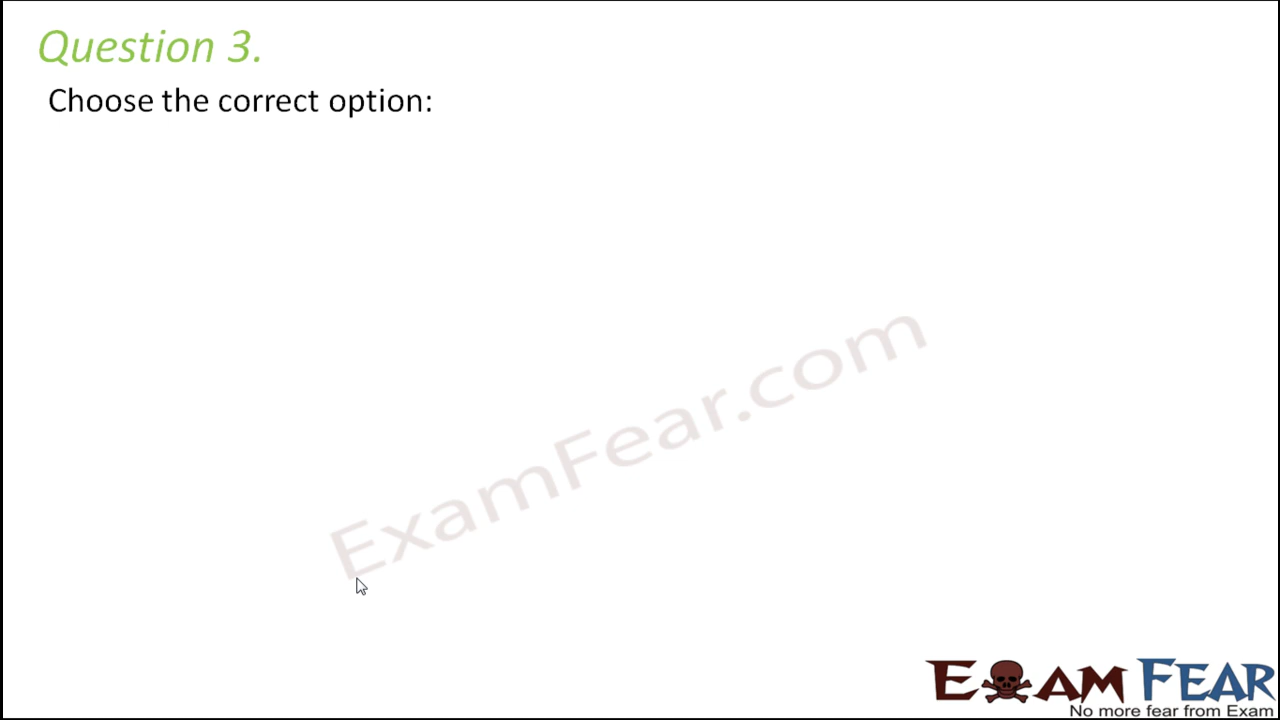 Question 3.
Choose the correct option:
ExamFear.com
EXAM FEAR
No more fear from Exam